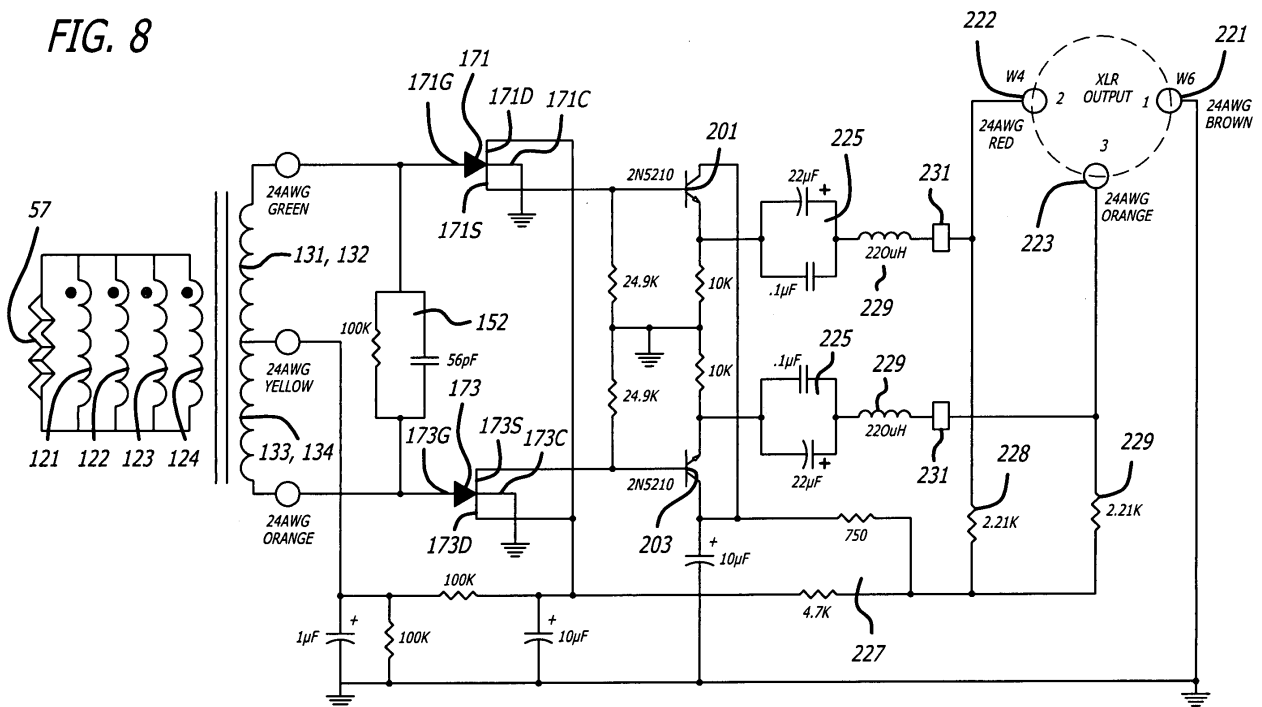 FIG. 8
222
221
171
171G
171D
171C
W4
XLR
OUTPUT
W6
2
1
3
24AWG
BROWN
24AWG
RED
24AWG
ORANGE
201
225
231
223
2N5210
22µF
+
57
24AWG
GREEN
171S
131, 132
220uH
229
.1µF
24.9K
10K
100K
152
56pF
24AWG
YELLOW
.1µF
225
229
10K
24.9K
173
173G
173S
173C
220uH
121
122
123
124
133, 134
22µF
+
231
228
229
2N5210
24AWG
ORANGE
173D
203
2.21K
2.21K
+
10µF
750
100K
4.7K
227
1µF
+
100K
+
10µF